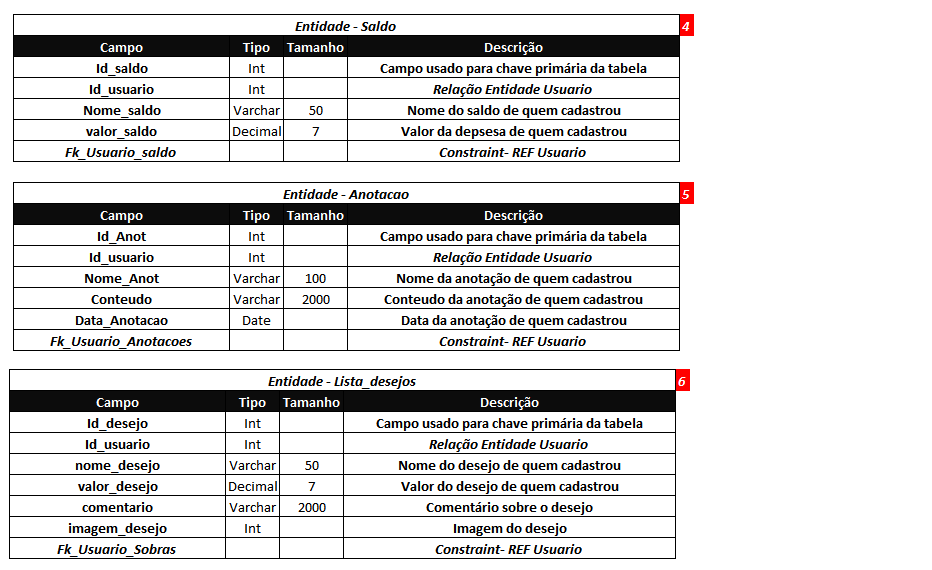 Entidade - Saldo 4
Campo Tipo Tamanho Descrição
Id_saldo Int Campo usado para chave primária da tabela
Id_usuario Int Relação Entidade Usuario
Nome_saldo Varchar 50 Nome do saldo de quem cadastrou
valor_saldo Decimal 7 Valor da depsesa de quem cadastrou
Fk_Usuario_saldo Constraint- REF Usuario
Entidade - Anotacao 5
Campo Tipo Tamanho Descrição
Id_Anot Int Campo usado para chave primária da tabela
Id_usuario Int Relação Entidade Usuario
Nome_Anot Varchar 100 Nome da anotação de quem cadastrou
Conteudo Varchar 2000 Conteudo da anotação de quem cadastrou
Data_Anotacao Date Data da anotação de quem cadastrou
Fk_Usuario_Anotacoes Constraint- REF Usuario
Entidade - Lista_desejos 6
Campo Tipo Tamanho Descrição
Id_desejo Int Campo usado para chave primária da tabela
Id_usuario Int Relação Entidade Usuario
nome_desejo Varchar 50 Nome do desejo de quem cadastrou
valor_desejo Decimal 7 Valor do desejo de quem cadastrou
comentario Varchar 2000 Comentário sobre o desejo
imagem_desejo Int Imagem do desejo
Fk_Usuario_Sobras Constraint- REF Usuario